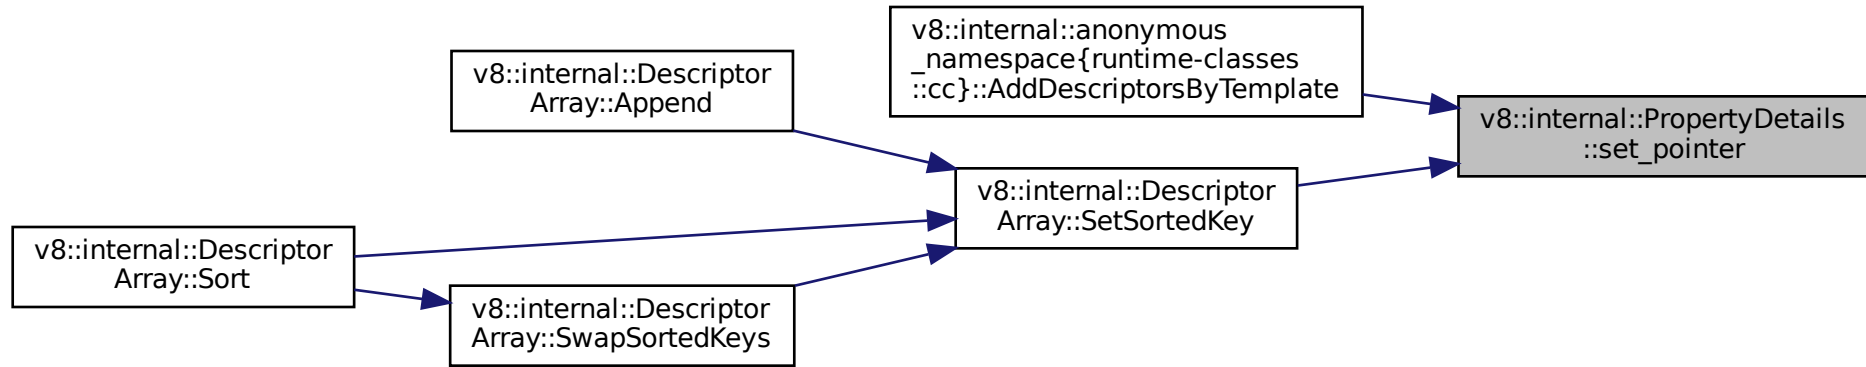 v8::internal::anonymous
_namespace{runtime-classes
::cc}::AddDescriptorsByTemplate
v8::internal::Descriptor
Array::Append
v8::internal::PropertyDetails
::set_pointer
v8::internal::Descriptor
Array::SetSortedKey
v8::internal::Descriptor
Array::Sort
v8::internal::Descriptor
Array::SwapSortedKeys